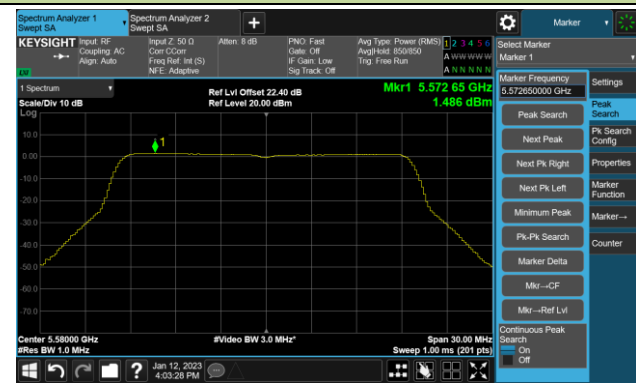 Spectrum Analyzer 1
Swept SA
Spectrum Analyzer 2
Swept SA
+
Marker
KEYSIGHT
Input: RF
Coupling: AC
Align: Auto
Input Z: 50 Ω
Corr CCorr
Freq Ref: Int (S)
NFE: Adaptive
Atten: 8 dB
PNO: Fast
Gate: Off
IF Gain: Low
Sig Track: Off
Avg Type: Power (RMS)
Avg|Hold: 850/850
Trig: Free Run
1 2 3 4 5 6
A W W W W W
A N N N N N
Select Marker
Marker 1
1 Spectrum
Scale/Div 10 dB
Log
Ref Lvl Offset 22.40 dB
Ref Level 20.00 dBm
Mkr1 5.572 65 GHz
1.486 dBm
10.0
0.00
-10.0
-20.0
-30.0
-40.0
-50.0
-60.0
-70.0
1
Center 5.58000 GHz
#Res BW 1.0 MHz
#Video BW 3.0 MHz*
Span 30.00 MHz
Sweep 1.00 ms (201 pts)
Marker Frequency
5.572650000 GHz
Peak Search
Next Peak
Next Pk Right
Next Pk Left
Minimum Peak
Pk-Pk Search
Marker Delta
Mkr→CF
Mkr→Ref Lvl
Continuous Peak
Search
On
Off
Settings
Peak
Search
Pk Search
Config
Properties
Marker
Function
Marker→
Counter
?
Jan 12, 2023
4:03:28 PM